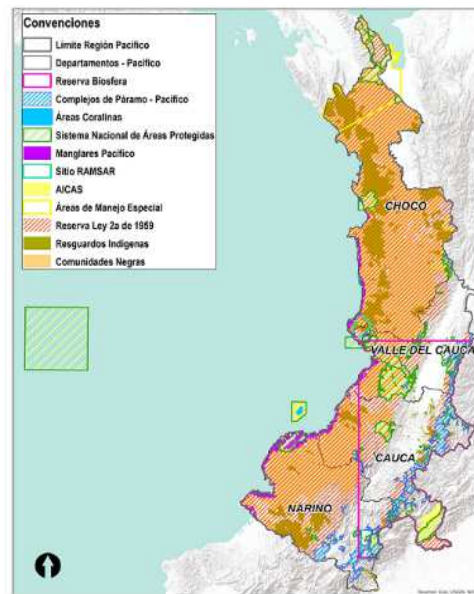 Convenciones
Límite Región Pacífico
Departamentos - Pacífico
Reserva Biosfera
Complejos de Páramo - Pacífico
Áreas Coralinas
Sistema Nacional de Áreas Protegidas
Manglares Pacífico
Sitio RAMSAR
AICAS
Áreas de Manejo Especial
Reserva Ley 2a de 1959
Resguardos Indígenas
Comunidades Negras
CHOCÓ
VALLE DEL CAUCA
CAUCA
NARIÑO